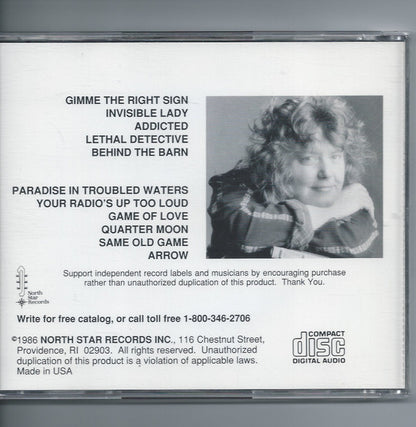 GIMME THE RIGHT SIGN
INVISIBLE LADY
ADDICTED
LETHAL DETECTIVE
BEHIND THE BARN
PARADISE IN TROUBLED WATERS
YOUR RADIO'S UP TOO LOUD
GAME OF LOVE
QUARTER MOON
SAME OLD GAME
ARROW
Support independent record labels and musicians by encouraging purchase
rather than unauthorized duplication of this product. Thank You.
North
Star
Records
Write for free catalog, or call toll free 1-800-346-2706
©1986 NORTH STAR RECORDS INC., 116 Chestnut Street,
Providence, RI 02903. All rights reserved. Unauthorized
duplication of this product is a violation of applicable laws.
Made in USA
COMPACT
disc
DIGITAL AUDIO